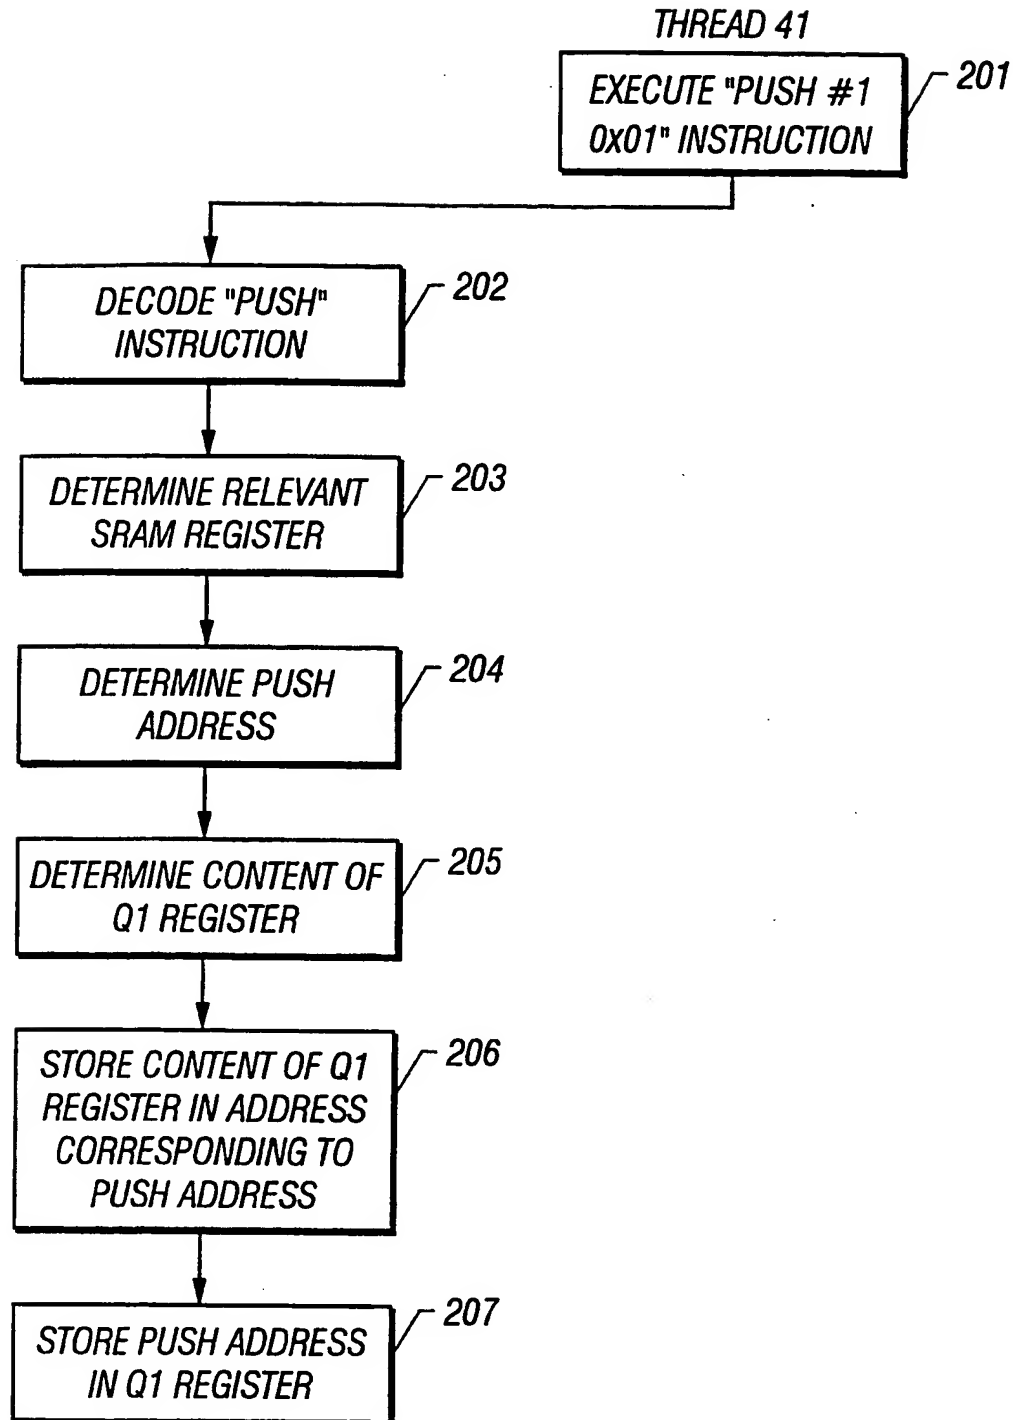 THREAD 41
EXECUTE "PUSH #1
0x01" INSTRUCTION
201
DECODE "PUSH"
INSTRUCTION
202
DETERMINE RELEVANT
SRAM REGISTER
203
DETERMINE PUSH
ADDRESS
204
DETERMINE CONTENT OF
Q1 REGISTER
205
STORE CONTENT OF Q1
REGISTER IN ADDRESS
CORRESPONDING TO
PUSH ADDRESS
206
STORE PUSH ADDRESS
IN Q1 REGISTER
207